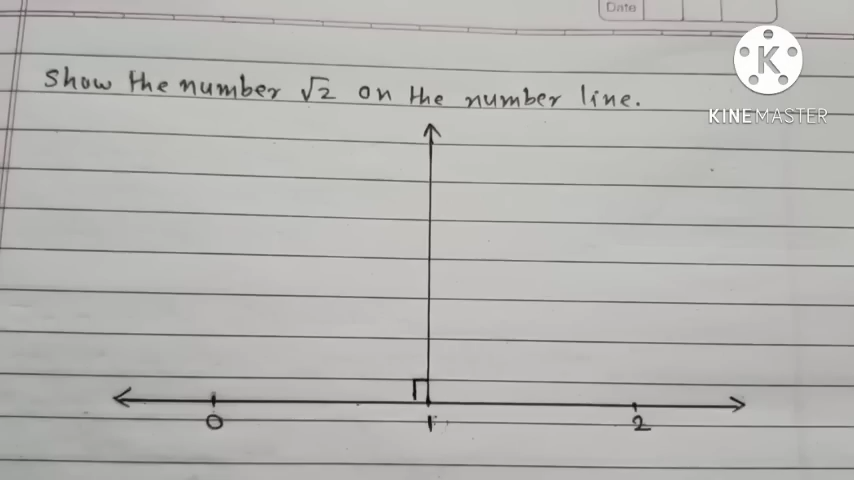 Date
K
KINEMASTER
Show the number √2 on the number line.
0 1 2